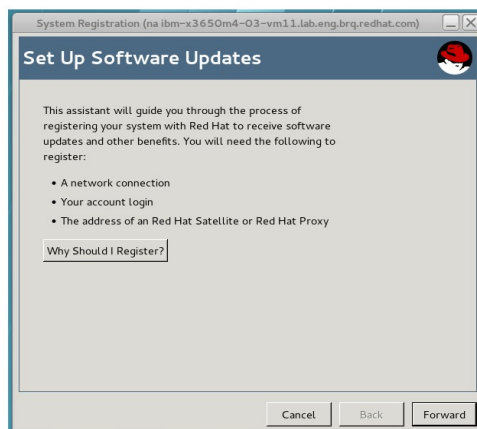 System Registration (na ibm-x3650m4-03-vm11.lab.eng.brq.redhat.com)
Set Up Software Updates
This assistant will guide you through the process of
registering your system with Red Hat to receive software
updates and other benefits. You will need the following to
register:
• A network connection
• Your account login
• The address of an Red Hat Satellite or Red Hat Proxy
Why Should I Register?
Cancel Back Forward